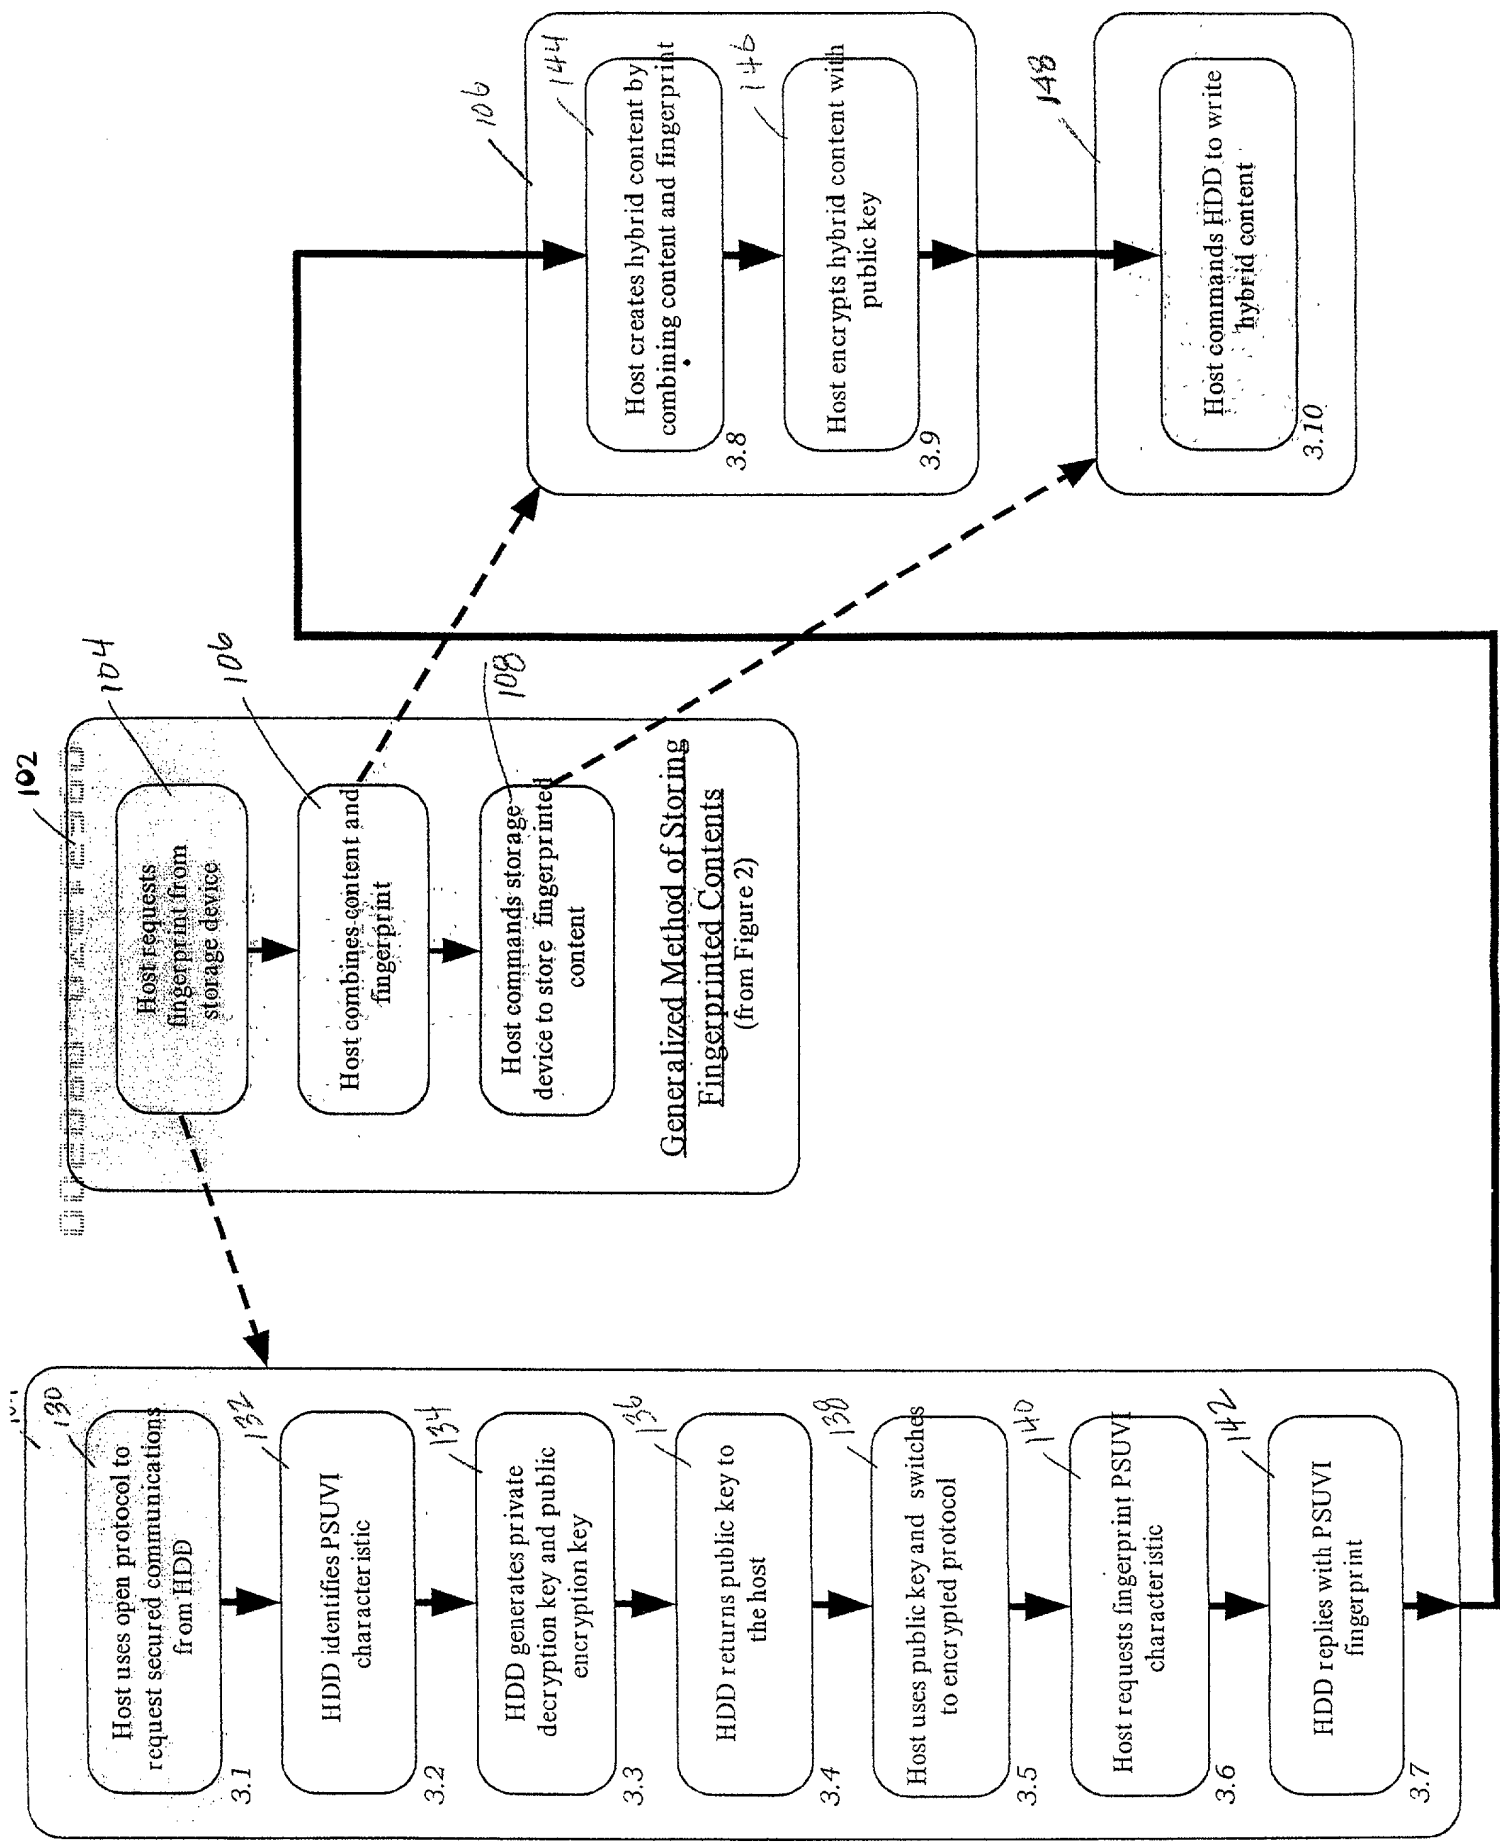 130
Host uses open protocol to
request secured communications
from HDD
3.1
132
HDD identifies PSUVI
characteristic
3.2
134
HDD generates private
decryption key and public
encryption key
3.3
136
HDD returns public key to
the host
3.4
138
Host uses public key and switches
to encrypted protocol
3.5
140
Host requests fingerprint PSUVI
characteristic
3.6
142
HDD replies with PSUVI
fingerprint
3.7
102
104
Host requests
fingerprint from
storage device
106
Host combines content and
fingerprint
108
Host commands storage
device to store fingerprinted
content
Generalized Method of Storing
Fingerprinted Contents
(from Figure 2)
106
144
Host creates hybrid content by
combining content and fingerprint
3.8
146
Host encrypts hybrid content with
public key
3.9
148
Host commands HDD to write
hybrid content
3.10